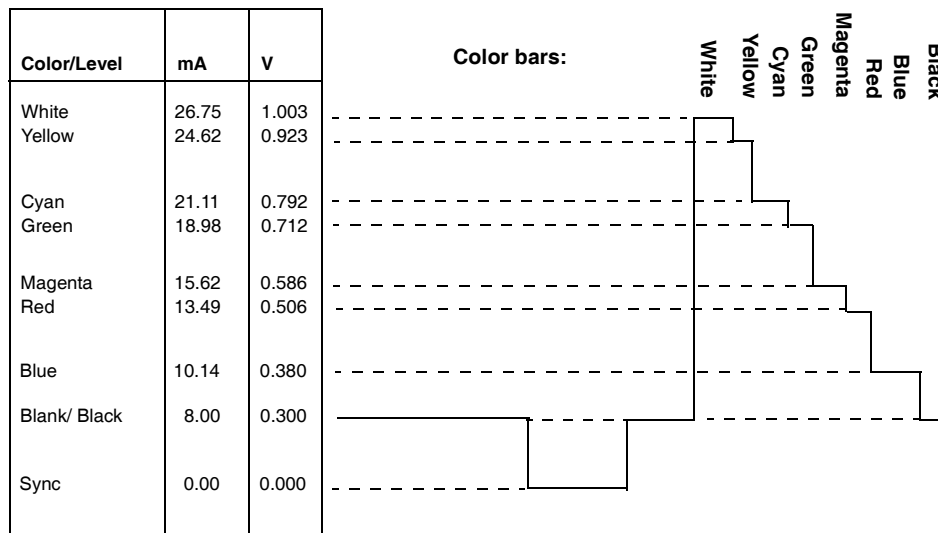 Color/Level mA V
White 26.75 1.003
Yellow 24.62 0.923
Cyan 21.11 0.792
Green 18.98 0.712
Magenta 15.62 0.586
Red 13.49 0.506
Blue 10.14 0.380
Blank/ Black 8.00 0.300
Sync 0.00 0.000
Color bars:
White
Yellow
Cyan
Green
Magenta
Red
Blue
Black